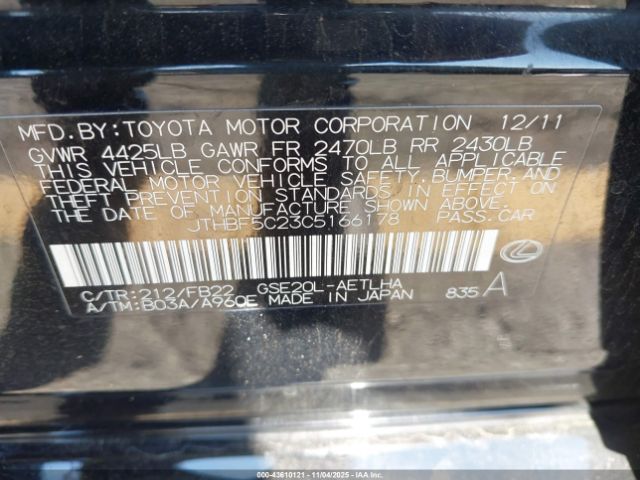 MFD.BY:TOYOTA MOTOR CORPORATION 12/11
GVWR 4425LB GAWR FR 2470LB RR 2430LB
THIS VEHICLE CONFORMS TO ALL APPLICABLE
FEDERAL MOTOR VEHICLE SAFETY,BUMPER,AND
THEFT PREVENTION STANDARDS IN EFFECT ON
THE DATE OF MANUFACTURE SHOWN ABOVE.
JTHBF5C23C5166178 PASS.CAR
C/TR:212/FB22 GSE20L-AETLHA
A/TM:B03A/A960E MADE IN JAPAN 835 A
000-43610121 - 11/04/2025 - IAAI.COM